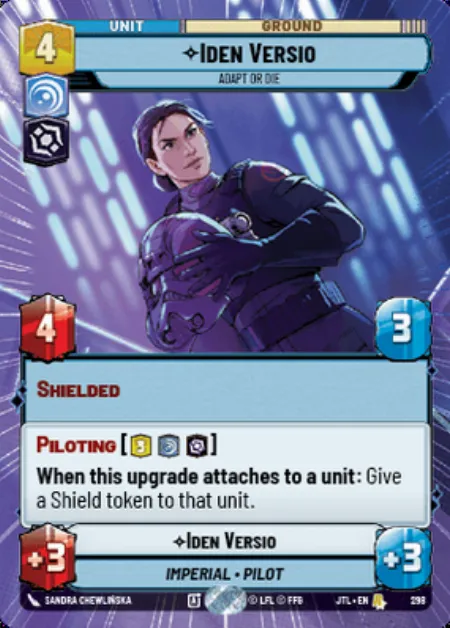 UNIT GROUND
4
✧IDEN VERSIO
ADAPT OR DIE
4
3
SHIELDED
PILOTING [3]
When this upgrade attaches to a unit: Give
a Shield token to that unit.
+3
✧IDEN VERSIO
+3
IMPERIAL • PILOT
SANDRA CHEWLIŃSKA © LFL © FFG JTL • EN 298